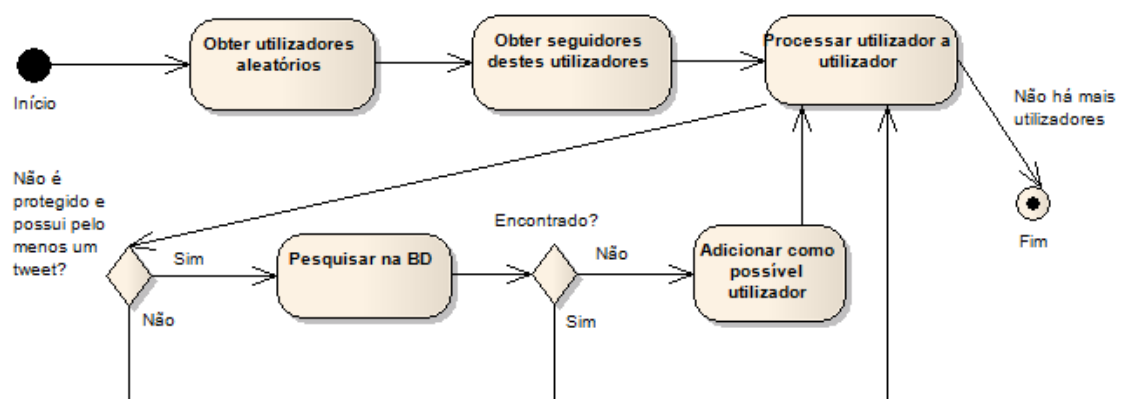 Obter utilizadores
aleatórios
Obter seguidores
destes utilizadores
Processar utilizador a
utilizador
Início
Não há mais
utilizadores
Não é
protegido e
possui pelo
menos um
tweet?
Sim
Não
Pesquisar na BD
Encontrado?
Não
Sim
Adicionar como
possível
utilizador
Fim